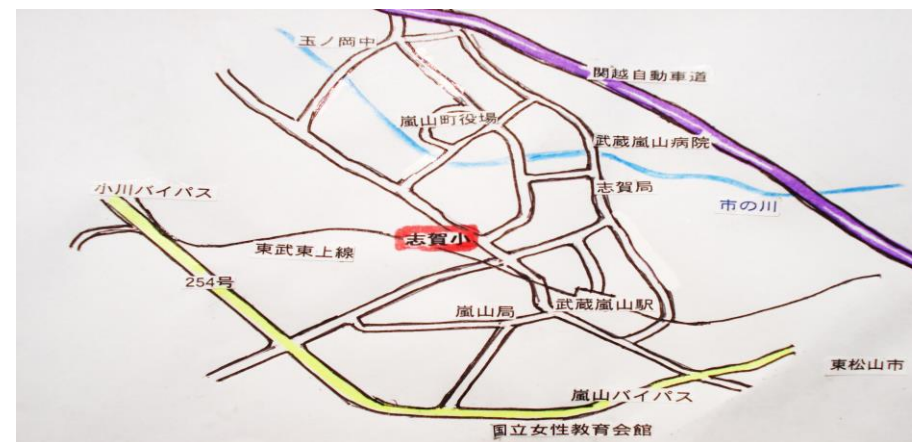 玉ノ岡中
関越自動車道
嵐山町役場
武蔵嵐山病院
小川バイパス
志賀局
市の川
志賀小
東武東上線
254号
嵐山局
武蔵嵐山駅
東松山市
嵐山バイパス
国立女性教育会館